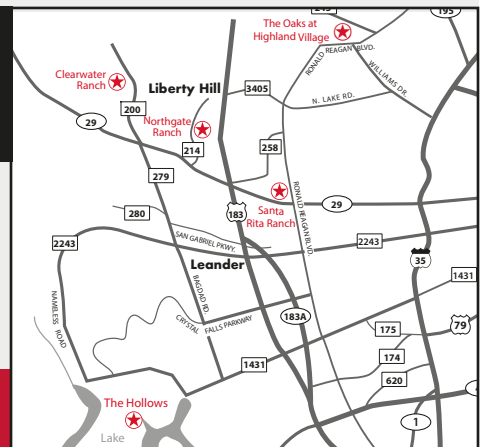 243
195
The Oaks at
Highland Village
RONALD REAGAN BLVD.
WILLIAMS DR.
Clearwater
Ranch
Liberty Hill
3405
N. LAKE RD.
200
29
Northgate
Ranch
214
258
279
RONALD REAGAN BLVD.
280
183
Santa
Rita Ranch
29
2243
SAN GABRIEL PKWY.
2243
Leander
35
1431
BAGDAD RD.
NAMELESS ROAD
CRYSTAL FALLS PARKWAY
183A
175
79
174
1431
620
The Hollows
1
Lake